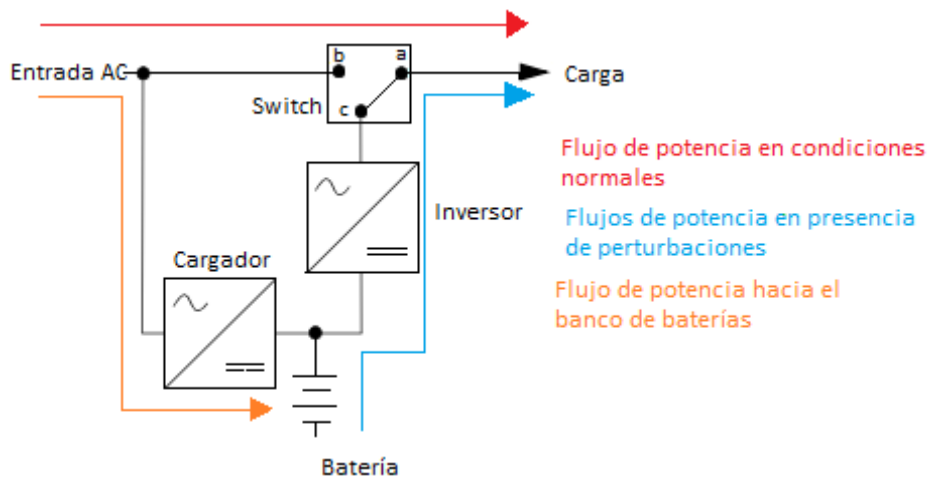 b
a
Entrada AC
Carga
Switch
c
Flujo de potencia en condiciones
normales
Inversor
Flujos de potencia en presencia
de perturbaciones
Cargador
Flujo de potencia hacia el
banco de baterías
Batería